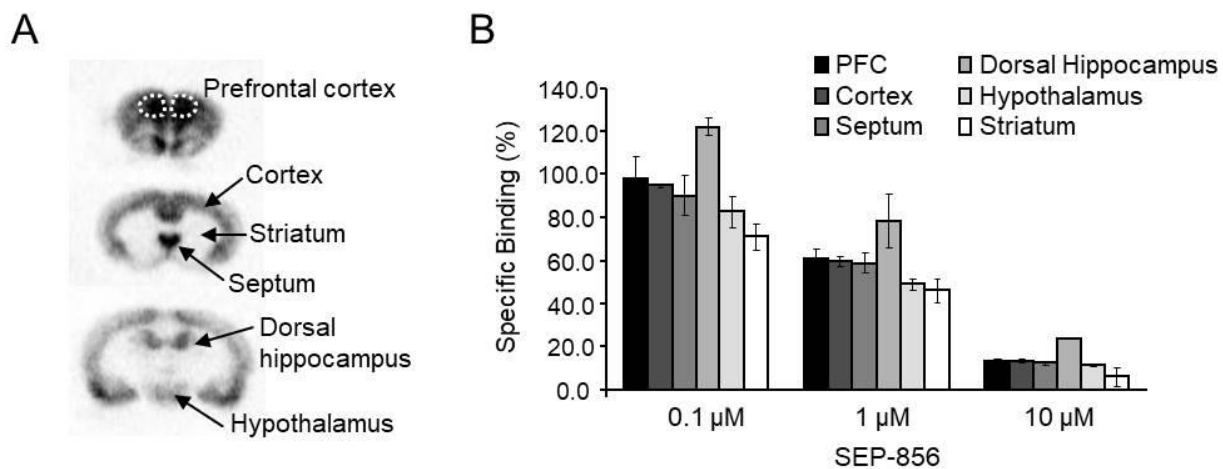 A
Prefrontal cortex
Cortex
Striatum
Septum
Dorsal
hippocampus
Hypothalamus
B
PFC
Cortex
Septum
Dorsal Hippocampus
Hypothalamus
Striatum
Specific Binding (%)
140.0
120.0
100.0
80.0
60.0
40.0
20.0
0.0
0.1 µM
1 µM
10 µM
SEP-856